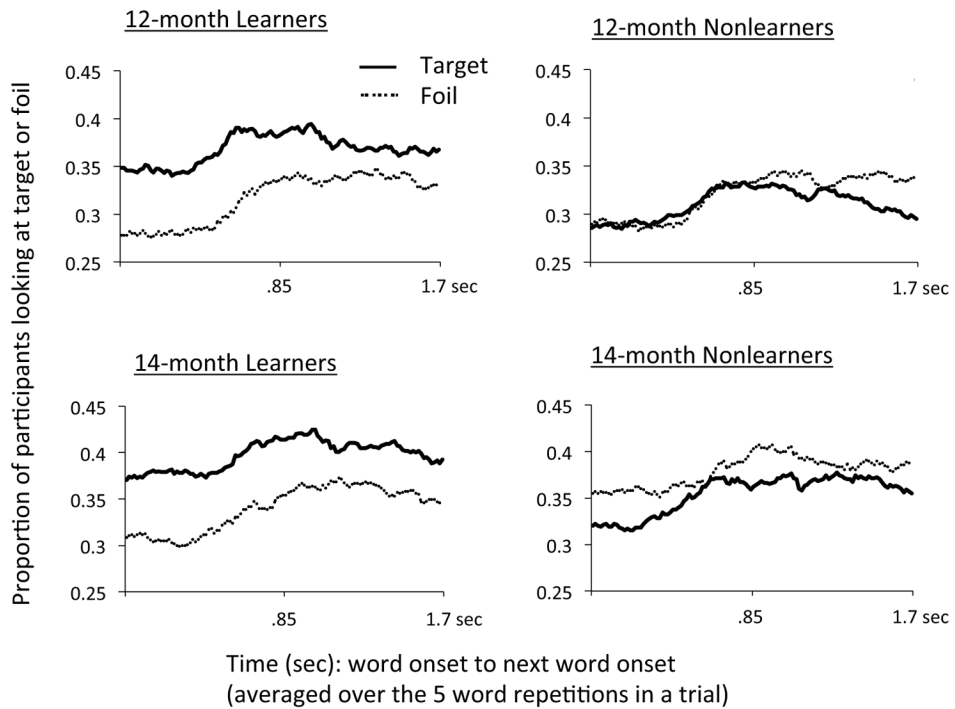 12-month Learners
12-month Nonlearners
Target
Foil
0.45
0.4
0.35
0.3
0.25
.85
1.7 sec
0.45
0.4
0.35
0.3
0.25
.85
1.7 sec
14-month Learners
14-month Nonlearners
0.45
0.4
0.35
0.3
0.25
.85
1.7 sec
0.45
0.4
0.35
0.3
0.25
.85
1.7 sec
Proportion of participants looking at target or foil
Time (sec): word onset to next word onset
(averaged over the 5 word repetitions in a trial)